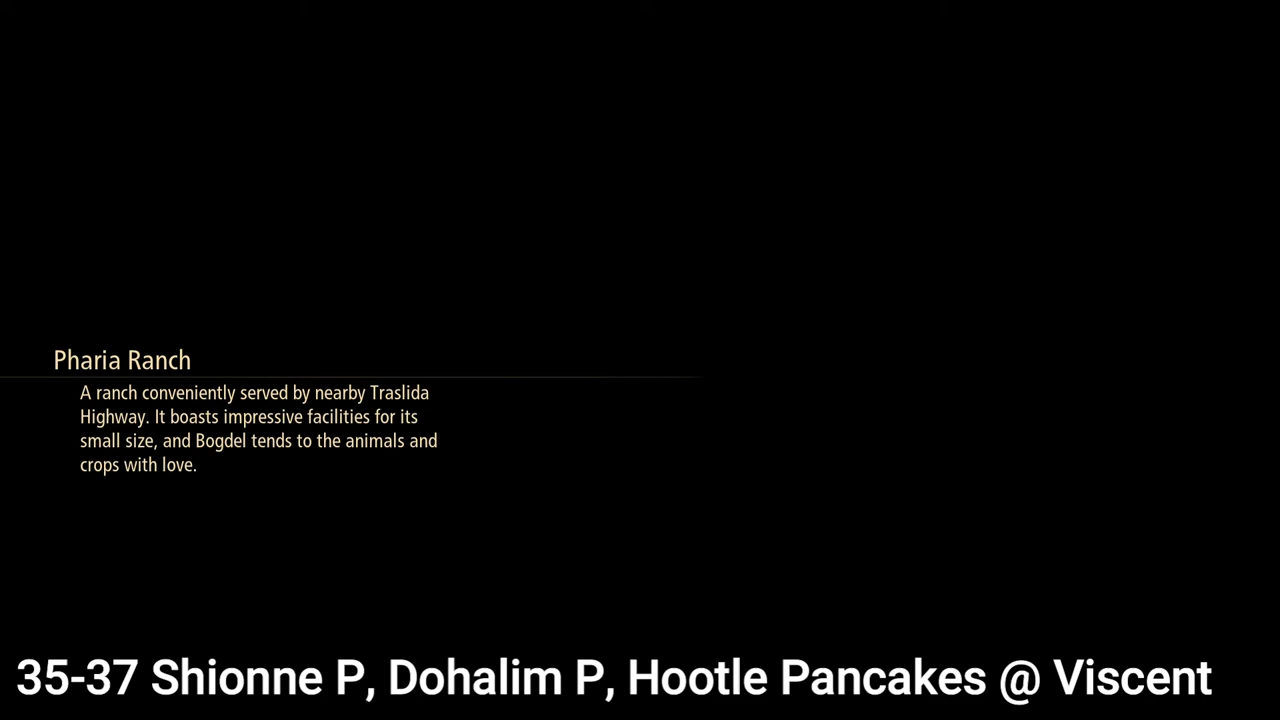 Pharia Ranch
A ranch conveniently served by nearby Traslida
Highway. It boasts impressive facilities for its
small size, and Bogdel tends to the animals and
crops with love.
35-37 Shionne P, Dohalim P, Hootle Pancakes @ Viscent